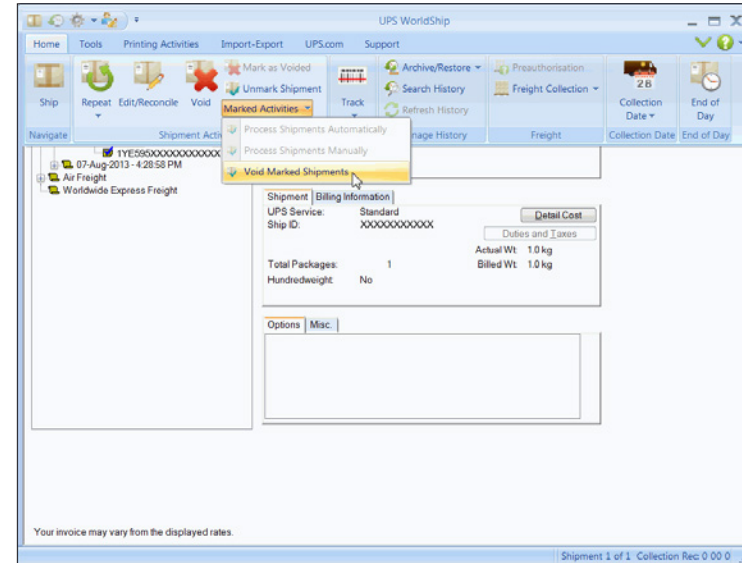 UPS WorldShip
Home Tools Printing Activities Import-Export UPS.com Support
Ship
Navigate
Repeat Edit/Reconcile Void
Mark as Voided
Unmark Shipment
Marked Activities
Shipment Acti
Process Shipments Automatically
Process Shipments Manually
Void Marked Shipments
Track
Archive/Restore
Search History
Refresh History
nage History
Preauthorisation
Freight Collection
Freight
28
Collection
Date
Collection Date
End of
Day
End of Day
1YE595XXXXXXXXXXXX
07-Aug-2013 - 4:28:58 PM
Air Freight
Worldwide Express Freight
Shipment Billing Information
UPS Service: Standard
Detail Cost
Ship ID: XXXXXXXXXXX
Duties and Taxes
Actual Wt: 1.0 kg
Total Packages: 1 Billed Wt: 1.0 kg
Hundredweight: No
Options Misc.
Your invoice may vary from the displayed rates.
Shipment 1 of 1 Collection Rec: 0 00 0